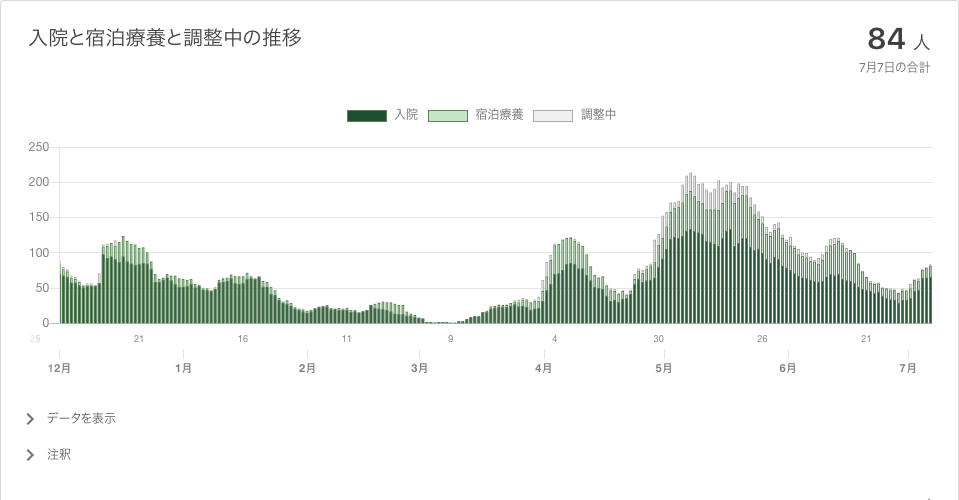 入院と宿泊療養と調整中の推移
84 人
7月7日の合計
入院 宿泊療養 調整中
250
200
150
100
50
0
25 21 16 11 9 4 30 26 21
12月 1月 2月 3月 4月 5月 6月 7月
データを表示
注釈